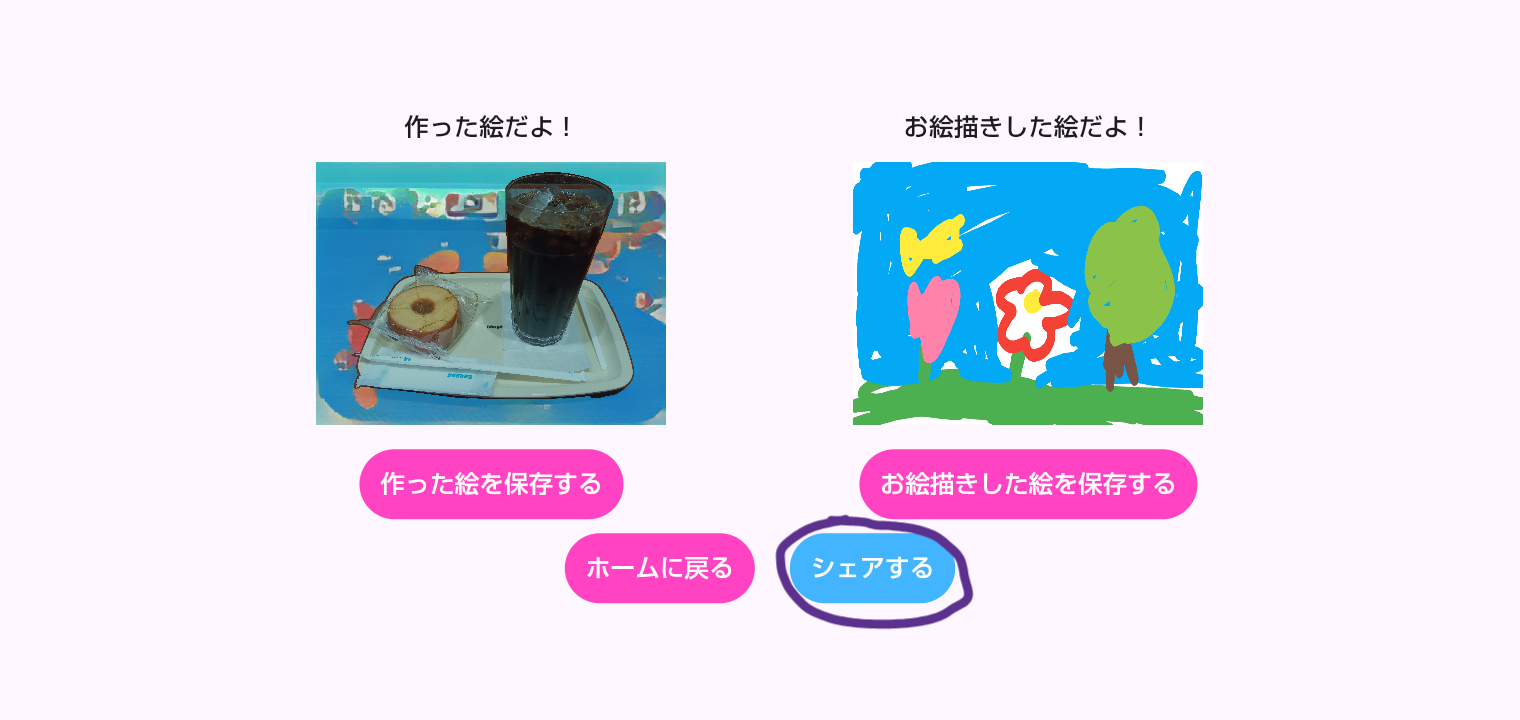 作った絵だよ！
お絵描きした絵だよ！
作った絵を保存する
お絵描きした絵を保存する
ホームに戻る
シェアする